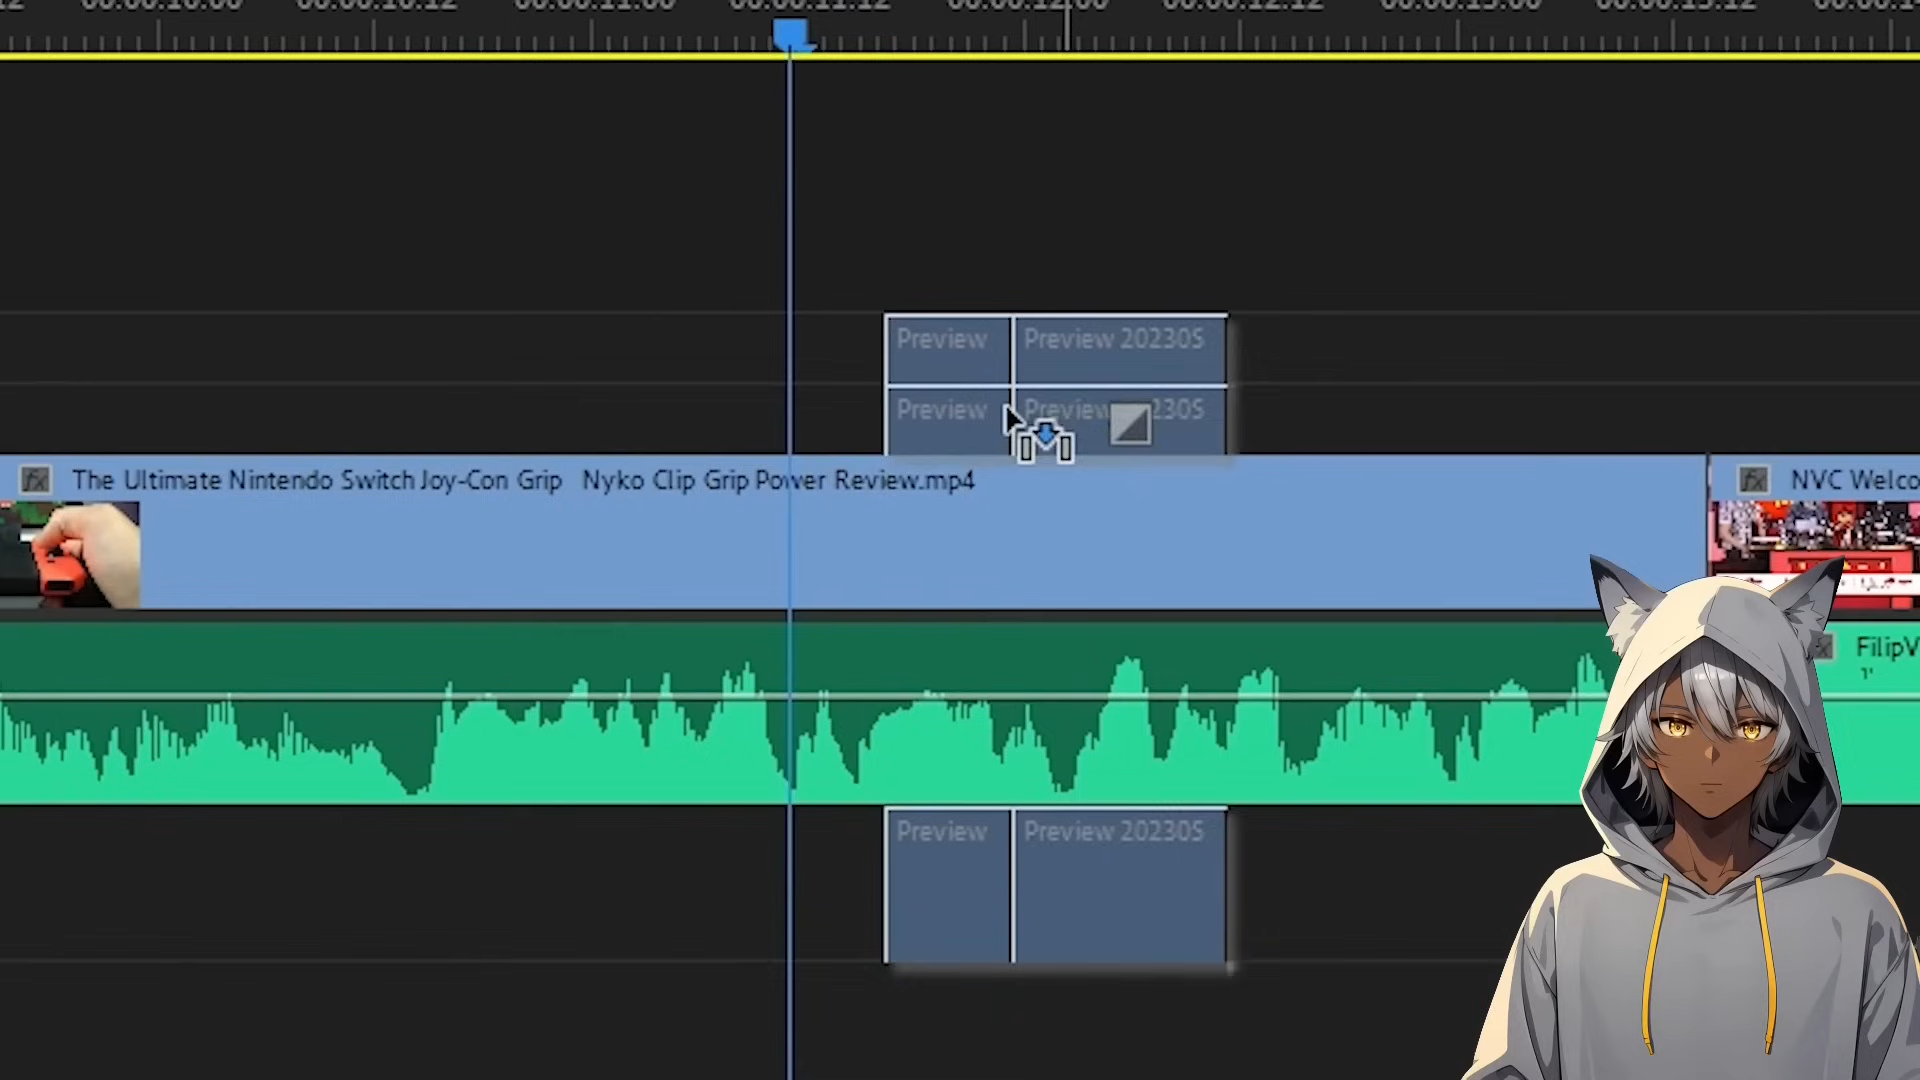 00:00:10:00 00:00:10:12 00:00:11:00 00:00:11:12 00:00:12:00 00:00:12:12 00:00:13:00 00:00:13:12
Preview Preview 20230S
Preview Preview 230S
fx The Ultimate Nintendo Switch Joy-Con Grip Nyko Clip Grip Power Review.mp4 fx NVC Welco
FilipV
Preview Preview 20230S